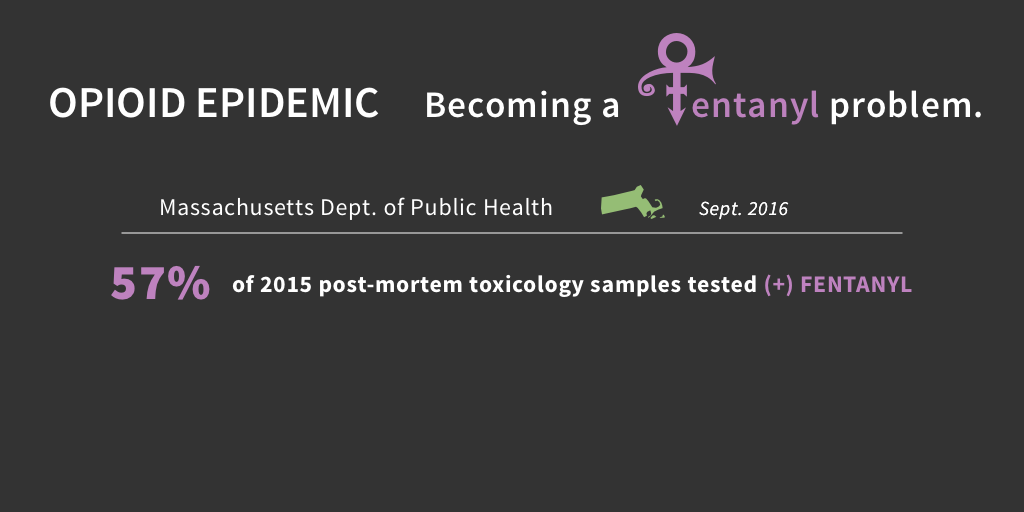 OPIOID EPIDEMIC Becoming a fentanyl problem.
Massachusetts Dept. of Public Health Sept. 2016
57% of 2015 post-mortem toxicology samples tested (+) FENTANYL